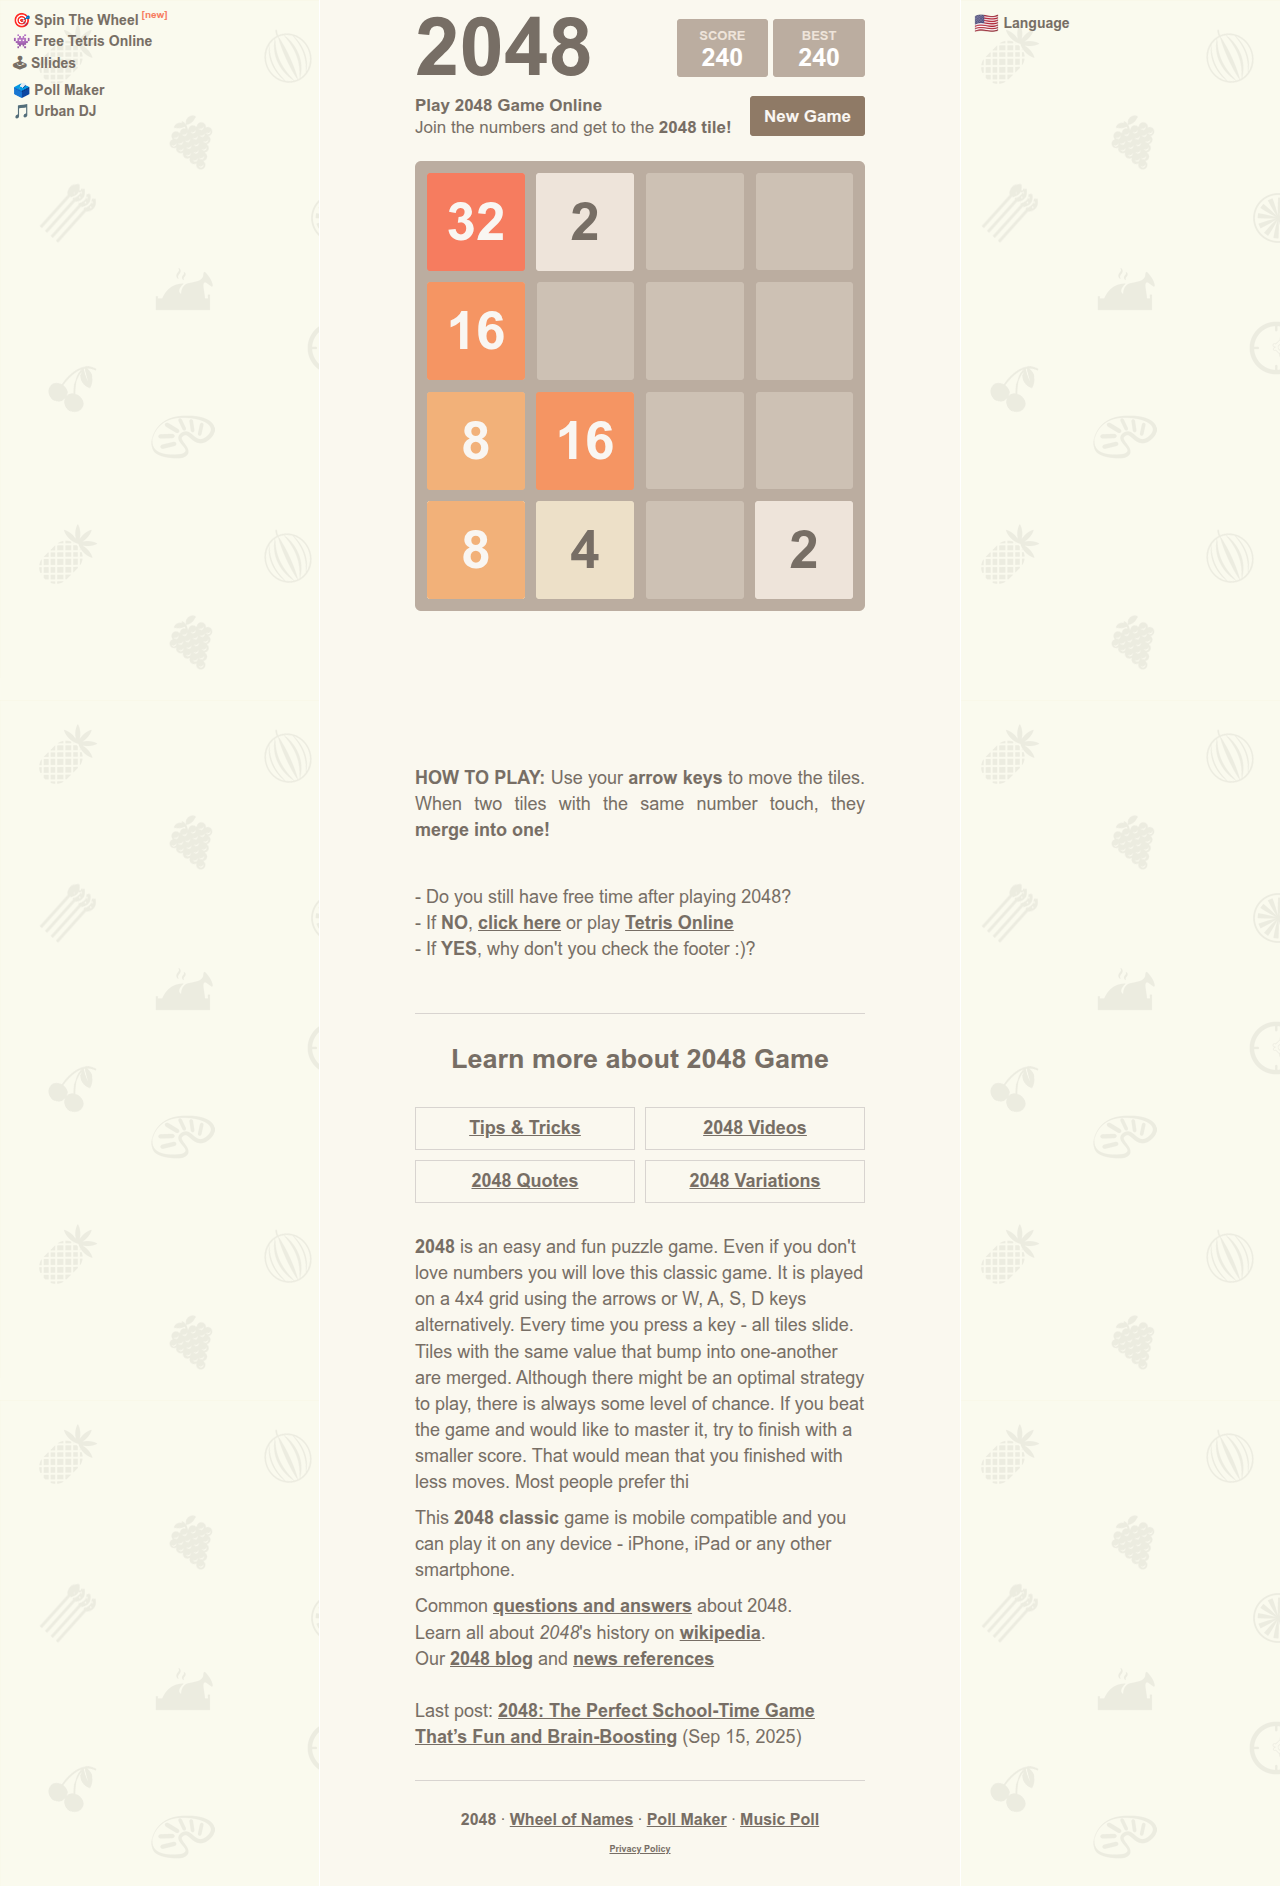 🎯 Spin The Wheel [new]
👾 Free Tetris Online
🕹 Sllides
🗳 Poll Maker
🎵 Urban DJ
🇺🇸 Language
2048
SCORE
240
BEST
240
Play 2048 Game Online
Join the numbers and get to the 2048 tile!
New Game
32 2
16
8 16
8 4 2
HOW TO PLAY: Use your arrow keys to move the tiles.
When two tiles with the same number touch, they
merge into one!
- Do you still have free time after playing 2048?
- If NO, click here or play Tetris Online
- If YES, why don't you check the footer :)?
Learn more about 2048 Game
Tips & Tricks
2048 Videos
2048 Quotes
2048 Variations
2048 is an easy and fun puzzle game. Even if you don't
love numbers you will love this classic game. It is played
on a 4x4 grid using the arrows or W, A, S, D keys
alternatively. Every time you press a key - all tiles slide.
Tiles with the same value that bump into one-another
are merged. Although there might be an optimal strategy
to play, there is always some level of chance. If you beat
the game and would like to master it, try to finish with a
smaller score. That would mean that you finished with
less moves. Most people prefer thi
This 2048 classic game is mobile compatible and you
can play it on any device - iPhone, iPad or any other
smartphone.
Common questions and answers about 2048.
Learn all about 2048's history on wikipedia.
Our 2048 blog and news references
Last post: 2048: The Perfect School-Time Game
That’s Fun and Brain-Boosting (Sep 15, 2025)
2048 · Wheel of Names · Poll Maker · Music Poll
Privacy Policy